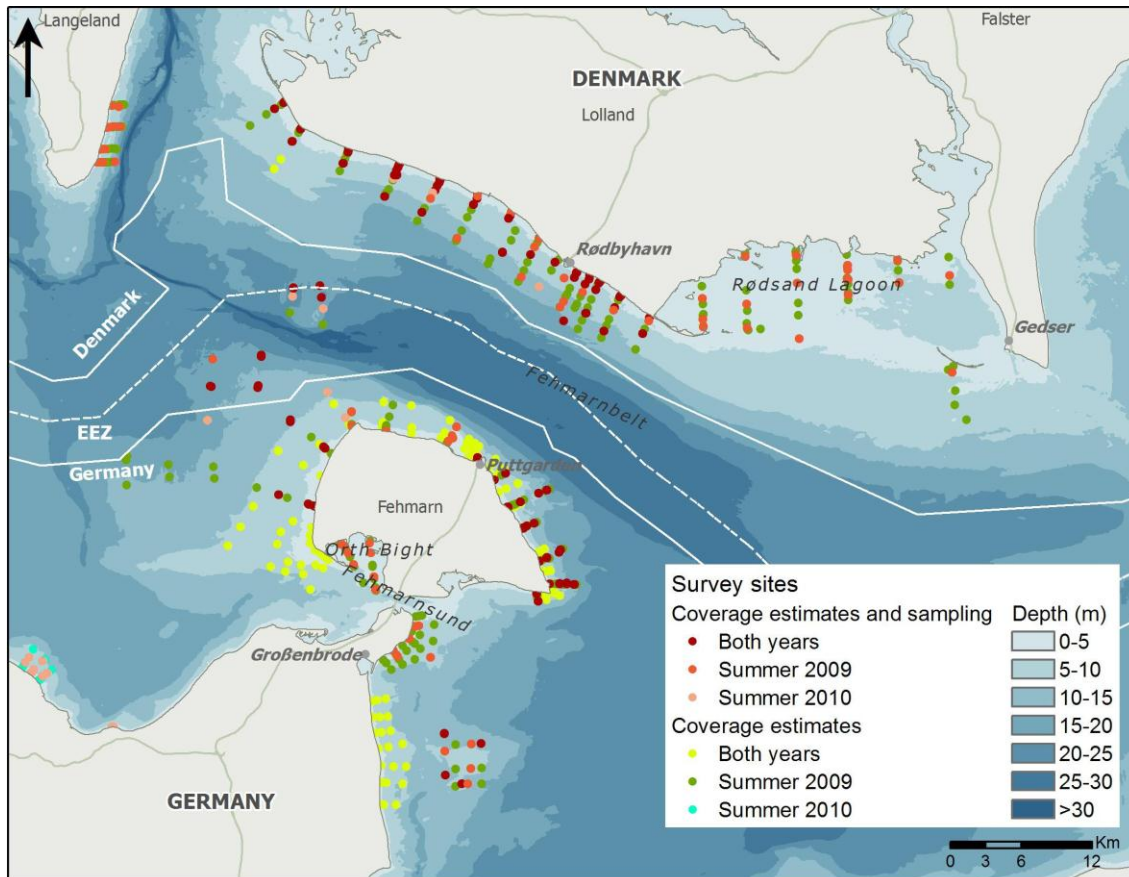 Langeland
Falster
DENMARK
Lolland
Rødbyhavn
Rødsand Lagoon
Gedser
Denmark
Fehmarnbelt
EEZ
Germany
Puttgarden
Fehmarn
Orth Bight
Fehmarnsund
Großenbrode
GERMANY
Survey sites
Coverage estimates and sampling
Both years
Summer 2009
Summer 2010
Coverage estimates
Both years
Summer 2009
Summer 2010
Depth (m)
0-5
5-10
10-15
15-20
20-25
25-30
>30
Km
0 3 6 12